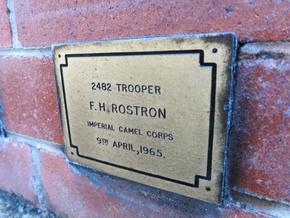 2482 TROOPER
F.H. ROSTRON
IMPERIAL CAMEL CORPS
9TH APRIL, 1965.